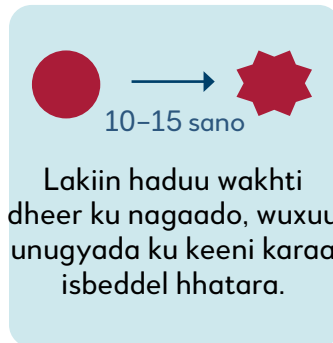 10–15 sano
Lakiin haduu wakhti
dheer ku nagaado, wuxuu
unugyada ku keeni karaa
isbeddel hhatara.